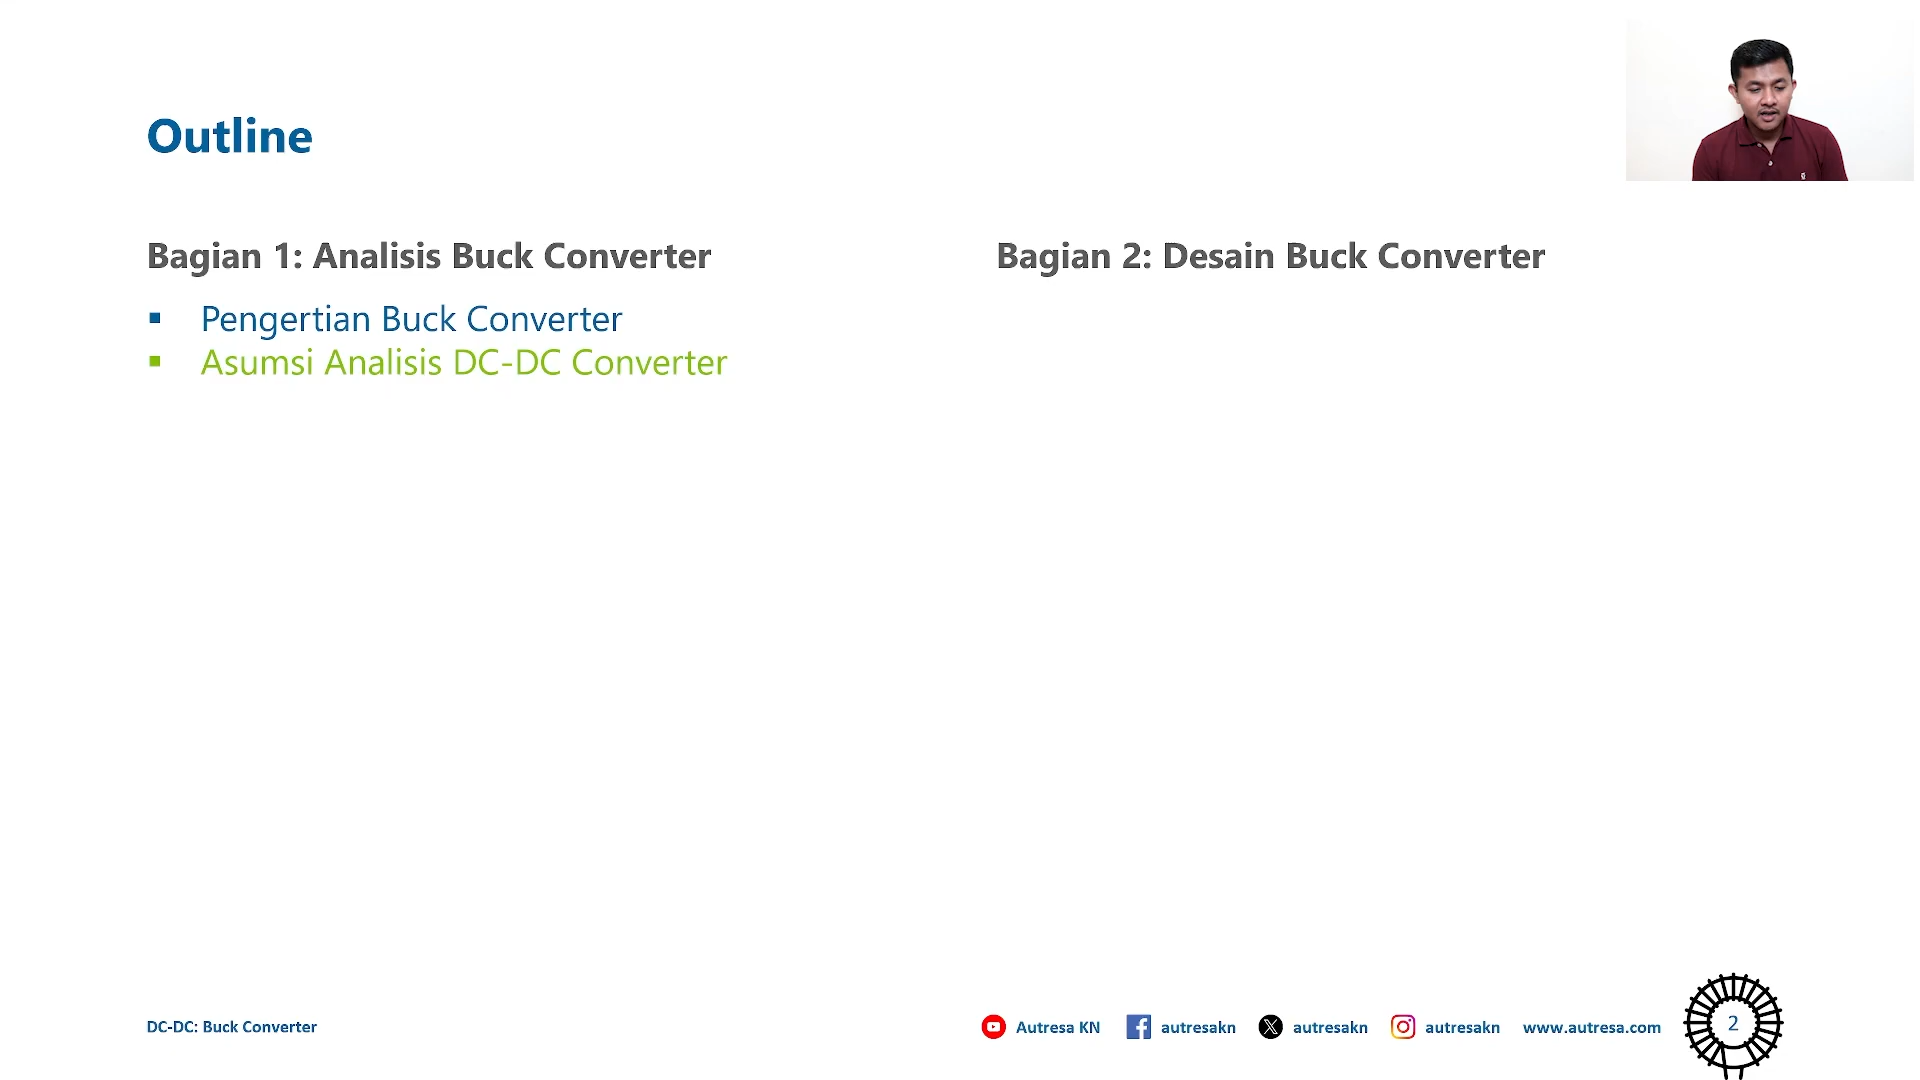 Outline
Bagian 1: Analisis Buck Converter
Pengertian Buck Converter
Asumsi Analisis DC-DC Converter
Bagian 2: Desain Buck Converter
DC-DC: Buck Converter
Autresa KN
autresakn
autresakn
autresakn
www.autresa.com
2